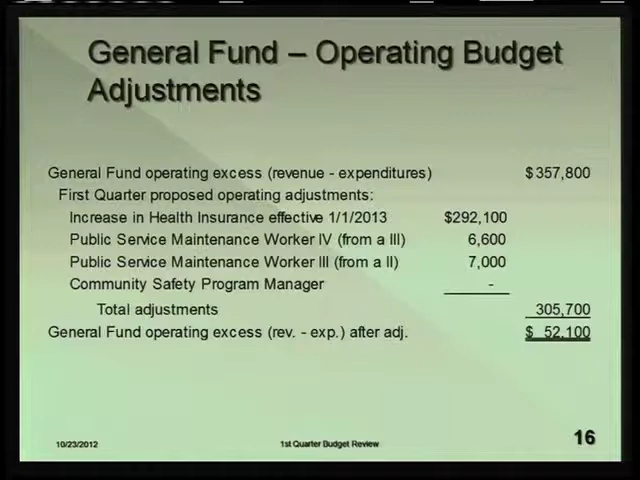 General Fund – Operating Budget
Adjustments
General Fund operating excess (revenue - expenditures) $357,800
First Quarter proposed operating adjustments:
Increase in Health Insurance effective 1/1/2013 $292,100
Public Service Maintenance Worker IV (from a III) 6,600
Public Service Maintenance Worker III (from a II) 7,000
Community Safety Program Manager -
Total adjustments 305,700
General Fund operating excess (rev. - exp.) after adj. $ 52,100
10/23/2012 1st Quarter Budget Review 16